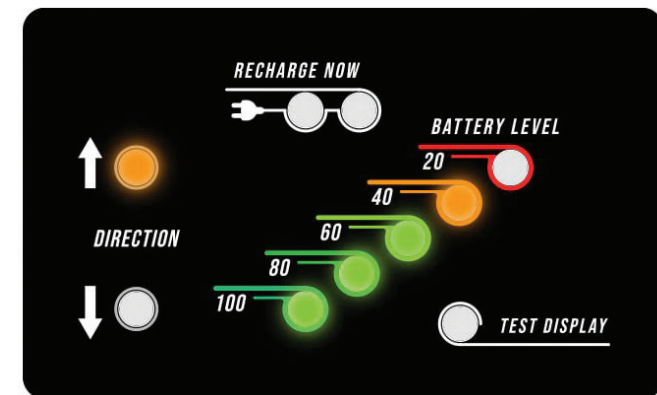 RECHARGE NOW
BATTERY LEVEL
20
40
60
DIRECTION
80
100
TEST DISPLAY